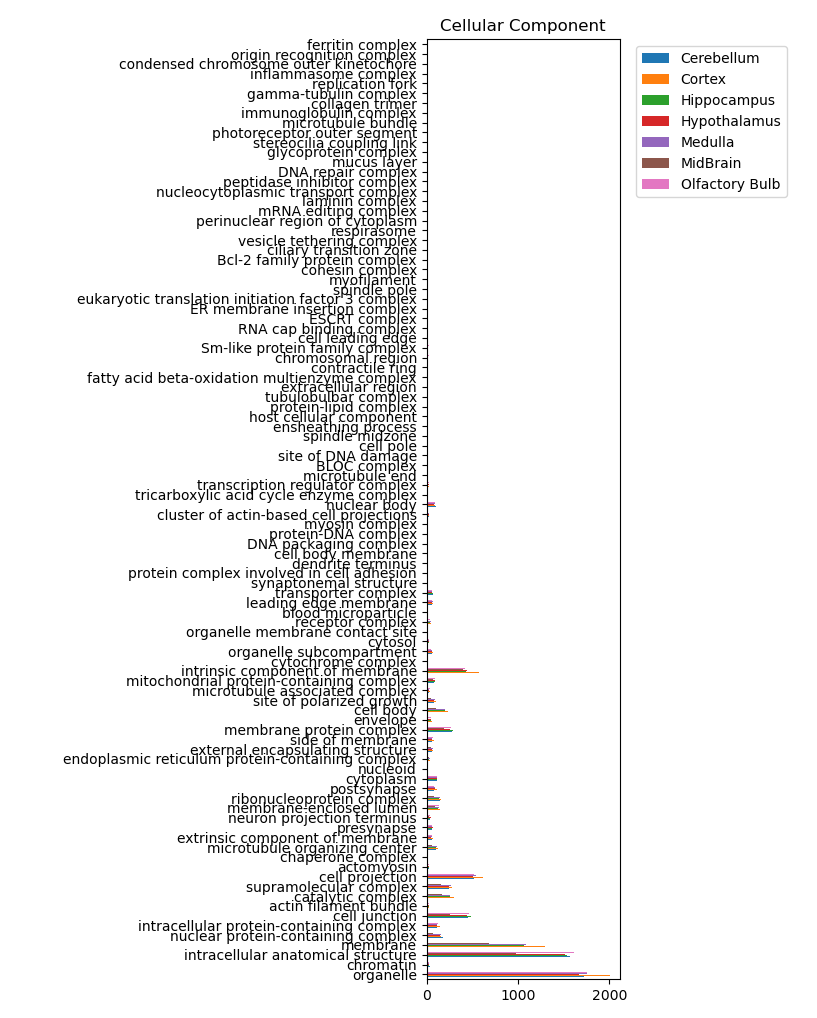 Cellular Component
ferritin complex
origin recognition complex
condensed chromosome outer kinetochore
inflammasome complex
replication fork
gamma-tubulin complex
collagen trimer
immunoglobulin complex
microtubule bundle
photoreceptor outer segment
stereocilia coupling link
glycoprotein complex
mucus layer
DNA repair complex
peptidase inhibitor complex
nucleocytoplasmic transport complex
laminin complex
mRNA editing complex
perinuclear region of cytoplasm
respirasome
vesicle tethering complex
ciliary transition zone
Bcl-2 family protein complex
cohesin complex
myofilament
spindle pole
eukaryotic translation initiation factor 3 complex
ER membrane insertion complex
ESCRT complex
RNA cap binding complex
cell leading edge
Sm-like protein family complex
chromosomal region
contractile ring
fatty acid beta-oxidation multienzyme complex
extracellular region
tubulobulbar complex
protein-lipid complex
host cellular component
ensheathing process
spindle midzone
cell pole
site of DNA damage
BLOC complex
microtubule end
transcription regulator complex
tricarboxylic acid cycle enzyme complex
nuclear body
cluster of actin-based cell projections
myosin complex
protein-DNA complex
DNA packaging complex
cell body membrane
dendrite terminus
protein complex involved in cell adhesion
synaptonemal structure
transporter complex
leading edge membrane
blood microparticle
receptor complex
organelle membrane contact site
cytosol
organelle subcompartment
cytochrome complex
intrinsic component of membrane
mitochondrial protein-containing complex
microtubule associated complex
site of polarized growth
cell body
envelope
membrane protein complex
side of membrane
external encapsulating structure
endoplasmic reticulum protein-containing complex
nucleoid
cytoplasm
postsynapse
ribonucleoprotein complex
membrane-enclosed lumen
neuron projection terminus
presynapse
extrinsic component of membrane
microtubule organizing center
chaperone complex
actomyosin
cell projection
supramolecular complex
catalytic complex
actin filament bundle
cell junction
intracellular protein-containing complex
nuclear protein-containing complex
membrane
intracellular anatomical structure
chromatin
organelle
0
1000
2000
Cerebellum
Cortex
Hippocampus
Hypothalamus
Medulla
MidBrain
Olfactory Bulb